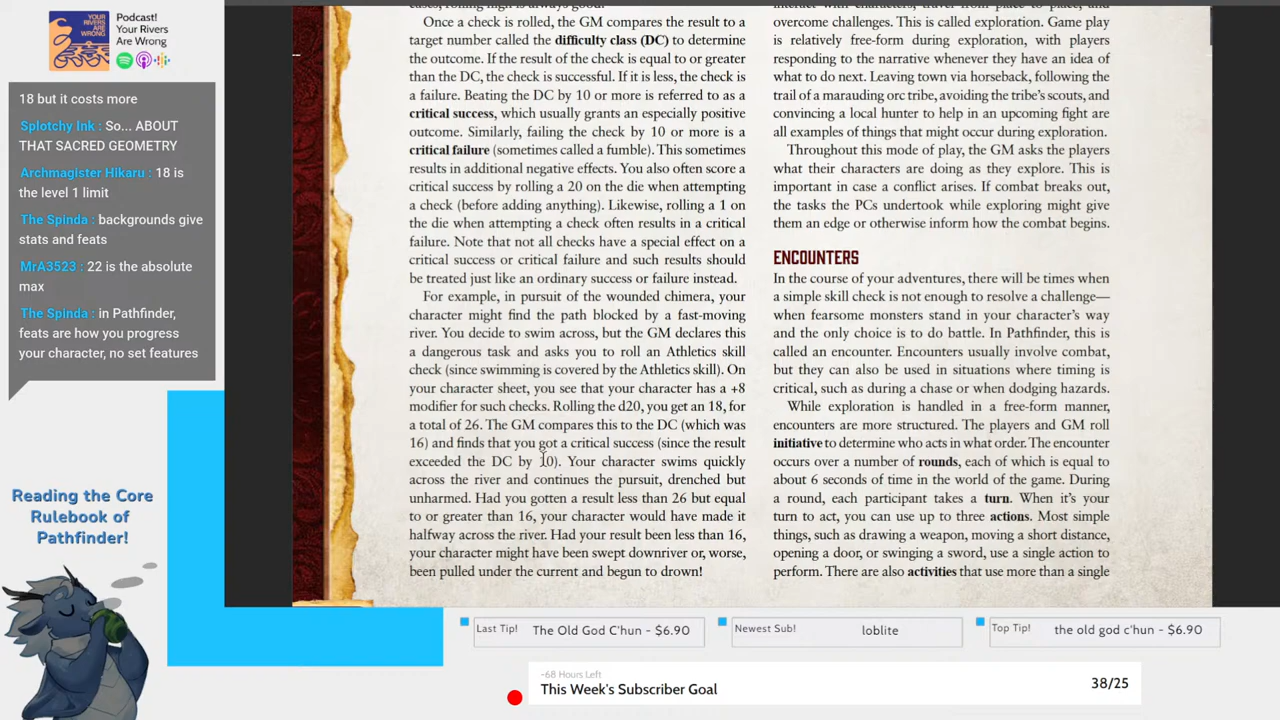 YOUR
RIVERS
ARE
WRONG
Podcast!
Your Rivers
Are Wrong
18 but it costs more
Splotchy Ink : So... ABOUT
THAT SACRED GEOMETRY
Archmagister Hikaru : 18 is
the level 1 limit
The Spinda : backgrounds give
stats and feats
MrA3523 : 22 is the absolute
max
The Spinda : in Pathfinder,
feats are how you progress
your character, no set features
Reading the Core
Rulebook of
Pathfinder!
Once a check is rolled, the GM compares the result to a
target number called the difficulty class (DC) to determine
the outcome. If the result of the check is equal to or greater
than the DC, the check is successful. If it is less, the check is
a failure. Beating the DC by 10 or more is referred to as a
critical success, which usually grants an especially positive
outcome. Similarly, failing the check by 10 or more is a
critical failure (sometimes called a fumble). This sometimes
results in additional negative effects. You also often score a
critical success by rolling a 20 on the die when attempting
a check (before adding anything). Likewise, rolling a 1 on
the die when attempting a check often results in a critical
failure. Note that not all checks have a special effect on a
critical success or critical failure and such results should
be treated just like an ordinary success or failure instead.
For example, in pursuit of the wounded chimera, your
character might find the path blocked by a fast-moving
river. You decide to swim across, but the GM declares this
a dangerous task and asks you to roll an Athletics skill
check (since swimming is covered by the Athletics skill). On
your character sheet, you see that your character has a +8
modifier for such checks. Rolling the d20, you get an 18, for
a total of 26. The GM compares this to the DC (which was
16) and finds that you got a critical success (since the result
exceeded the DC by 10). Your character swims quickly
across the river and continues the pursuit, drenched but
unharmed. Had you gotten a result less than 26 but equal
to or greater than 16, your character would have made it
halfway across the river. Had your result been less than 16,
your character might have been swept downriver or, worse,
been pulled under the current and begun to drown!
overcome challenges. This is called exploration. Game play
is relatively free-form during exploration, with players
responding to the narrative whenever they have an idea of
what to do next. Leaving town via horseback, following the
trail of a marauding orc tribe, avoiding the tribe's scouts, and
convincing a local hunter to help in an upcoming fight are
all examples of things that might occur during exploration.
Throughout this mode of play, the GM asks the players
what their characters are doing as they explore. This is
important in case a conflict arises. If combat breaks out,
the tasks the PCs undertook while exploring might give
them an edge or otherwise inform how the combat begins.
ENCOUNTERS
In the course of your adventures, there will be times when
a simple skill check is not enough to resolve a challenge—
when fearsome monsters stand in your character's way
and the only choice is to do battle. In Pathfinder, this is
called an encounter. Encounters usually involve combat,
but they can also be used in situations where timing is
critical, such as during a chase or when dodging hazards.
While exploration is handled in a free-form manner,
encounters are more structured. The players and GM roll
initiative to determine who acts in what order. The encounter
occurs over a number of rounds, each of which is equal to
about 6 seconds of time in the world of the game. During
a round, each participant takes a turn. When it's your
turn to act, you can use up to three actions. Most simple
things, such as drawing a weapon, moving a short distance,
opening a door, or swinging a sword, use a single action to
perform. There are also activities that use more than a single
Last Tip! The Old God C'hun - $6.90
Newest Sub! loblite
Top Tip! the old god c'hun - $6.90
-68 Hours Left
This Week's Subscriber Goal
38/25